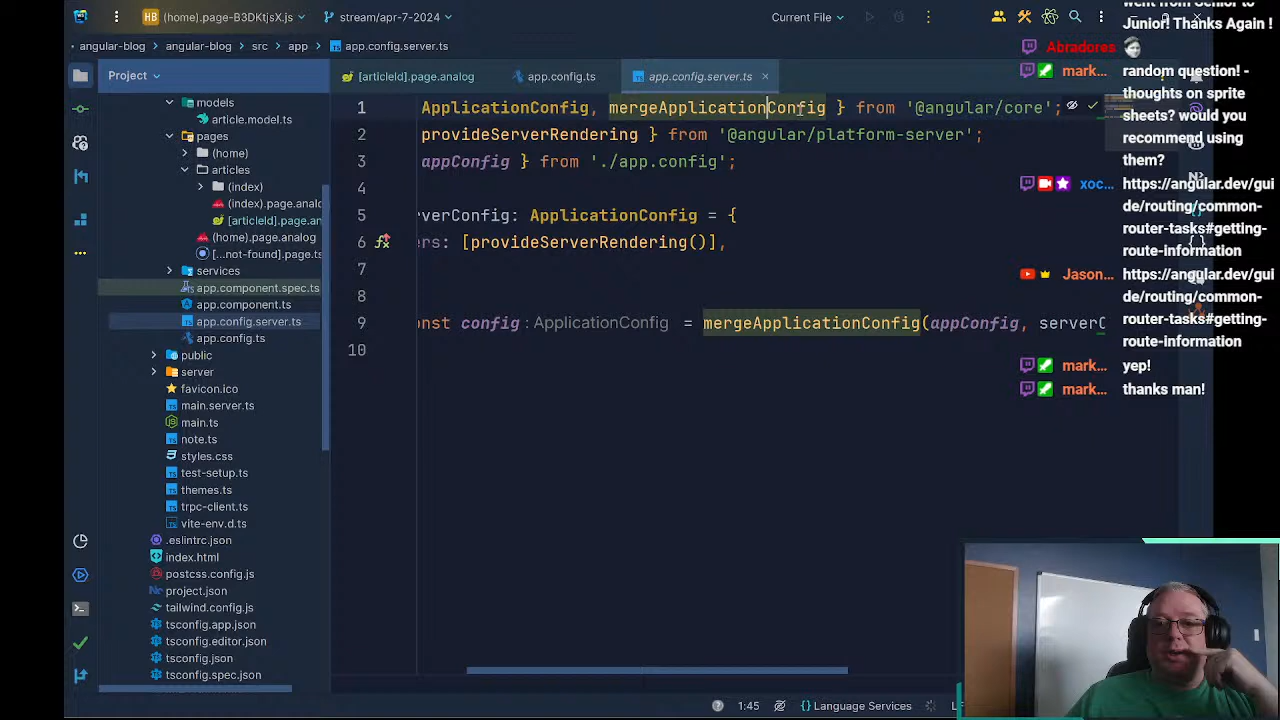 HB (home).page-B3DKtjsX.js stream/apr-7-2024 Current File
angular-blog angular-blog src app app.config.server.ts
Project
[articleId].page.analog app.config.ts app.config.server.ts
models
model.about.ts
pages
(home)
articles
(index)
(index).page.analo
[articleId].page.an
(home).page.analog
[...not-found].page.ts
services
app.component.spec.ts
app.component.ts
app.config.server.ts
app.config.ts
public
server
favicon.ico
main.server.ts
main.ts
note.ts
styles.css
test-setup.ts
themes.ts
trpc-client.ts
vite-env.d.ts
.eslintrc.json
index.html
postcss.config.js
project.json
tailwind.config.js
tsconfig.app.json
tsconfig.editor.json
tsconfig.json
tsconfig.spec.json
1 ApplicationConfig, mergeApplicationConfig } from '@angular/core';
2 provideServerRendering } from '@angular/platform-server';
3 appConfig } from './app.config';
4
5 rverConfig: ApplicationConfig = {
6 ers: [provideServerRendering()],
7
8
9 onst config : ApplicationConfig = mergeApplicationConfig(appConfig, serverC
10
went from Senior to
Junior! Thanks Again !
Abradores
mark... random question! -
thoughts on sprite
sheets? would you
recommend using
them?
xoc... https://angular.dev/gui
de/routing/common-
router-tasks#getting-
route-information
Jason... https://angular.dev/gui
de/routing/common-
router-tasks#getting-
route-information
mark... yep!
mark... thanks man!
1:45 Language Services